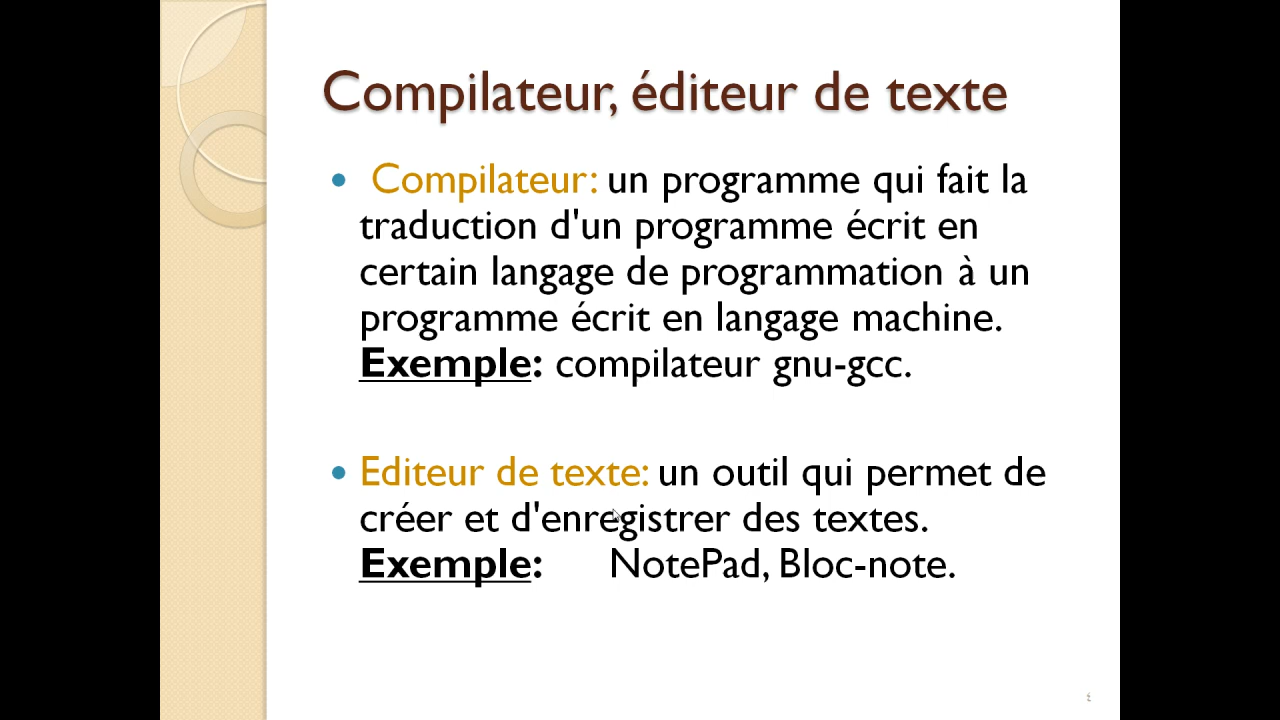 Compilateur, éditeur de texte
Compilateur: un programme qui fait la
traduction d'un programme écrit en
certain langage de programmation à un
programme écrit en langage machine.
Exemple: compilateur gnu-gcc.
Editeur de texte: un outil qui permet de
créer et d'enregistrer des textes.
Exemple: NotePad, Bloc-note.